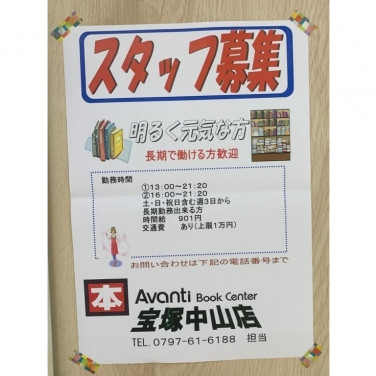 スタッフ募集
明るく元気な方
長期で働ける方歓迎
勤務時間
①13:00～21:20
②16:00～21:20
土・日・祝日含む週3日から
長期勤務出来る方
時間給 901円
交通費 あり(上限1万円)
お問い合わせは下記の電話番号まで
本 Avanti Book Center
宝塚中山店
TEL. 0797-61-6188 担当